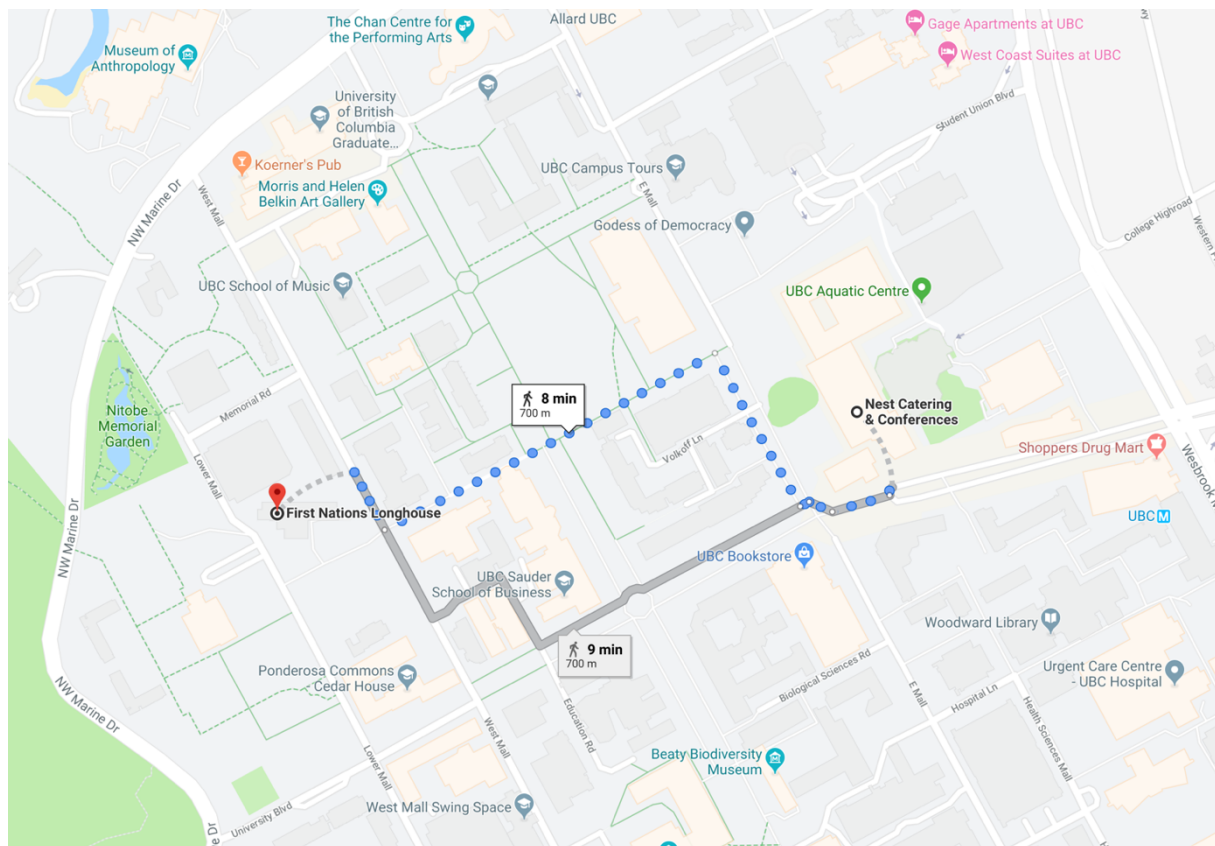 The Chan Centre for
the Performing Arts
Allard UBC
Gage Apartments at UBC
West Coast Suites at UBC
Museum of
Anthropology
University
of British
Columbia
Graduate...
Student Union Blvd
Koerner's Pub
UBC Campus Tours
E Mall
Morris and Helen
Belkin Art Gallery
West Mall
NW Marine Dr
Godess of Democracy
College Highroad
UBC School of Music
UBC Aquatic Centre
Memorial Rd
Nitobe
Memorial
Garden
8 min
700 m
Nest Catering
& Conferences
Volkoff Ln
Shoppers Drug Mart
Lower Mall
Wesbrook
First Nations Longhouse
UBC M
NW Marine Dr
UBC Bookstore
UBC Sauder
School of Business
Woodward Library
9 min
700 m
Ponderosa Commons
Cedar House
Biological Sciences Rd
Urgent Care Centre
- UBC Hospital
E Mall
Hospital Ln
NW Marine Dr
West Mall
Education Rd
Health Sciences Mall
Lower Mall
Beaty Biodiversity
Museum
West Mall Swing Space
University Blvd
e Dr